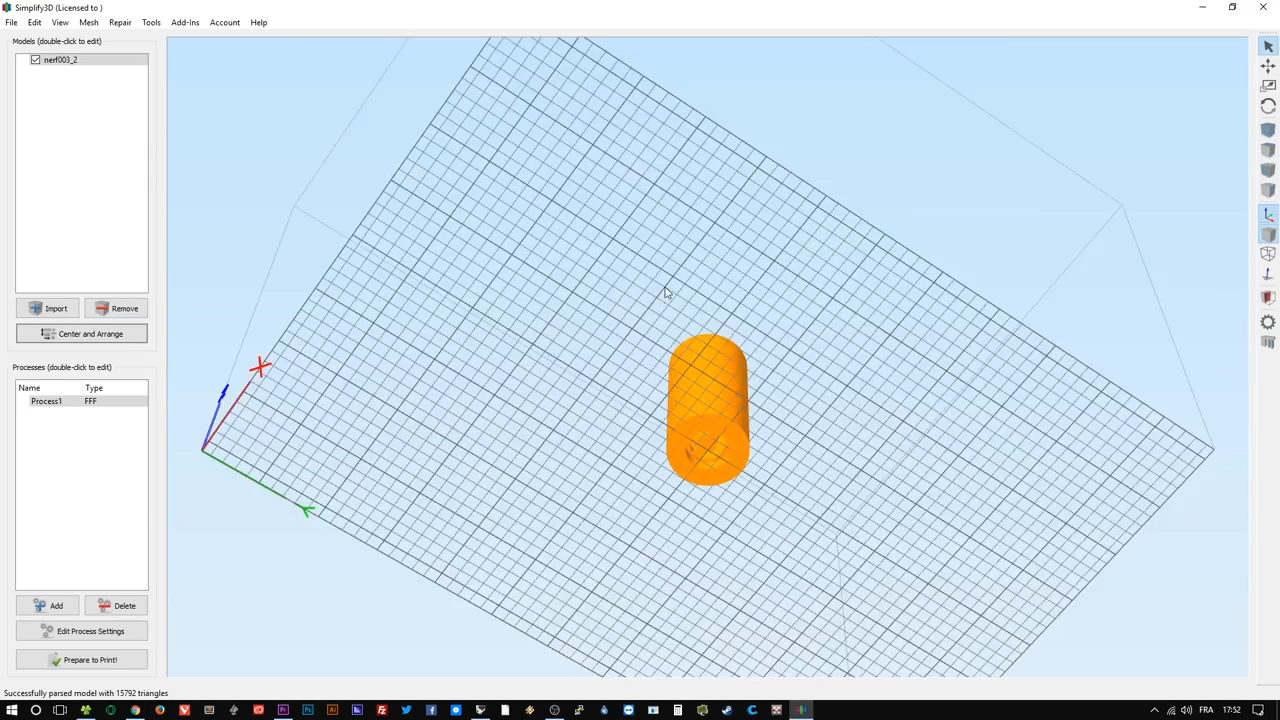 Simplify3D (Licensed to )
File Edit View Mesh Repair Tools Add-Ins Account Help
Models (double-click to edit)
nerf003_2
Import Remove
Center and Arrange
Processes (double-click to edit)
Name Type
Process1 FFF
Add Delete
Edit Process Settings
Prepare to Print!
Successfully parsed model with 15792 triangles
FRA 17:52